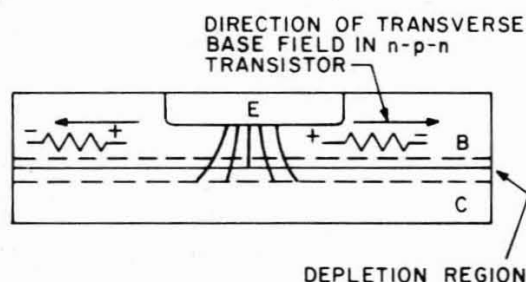 DIRECTION OF TRANSVERSE
BASE FIELD IN n-p-n
TRANSISTOR
E
- +
+ -
B
C
DEPLETION REGION